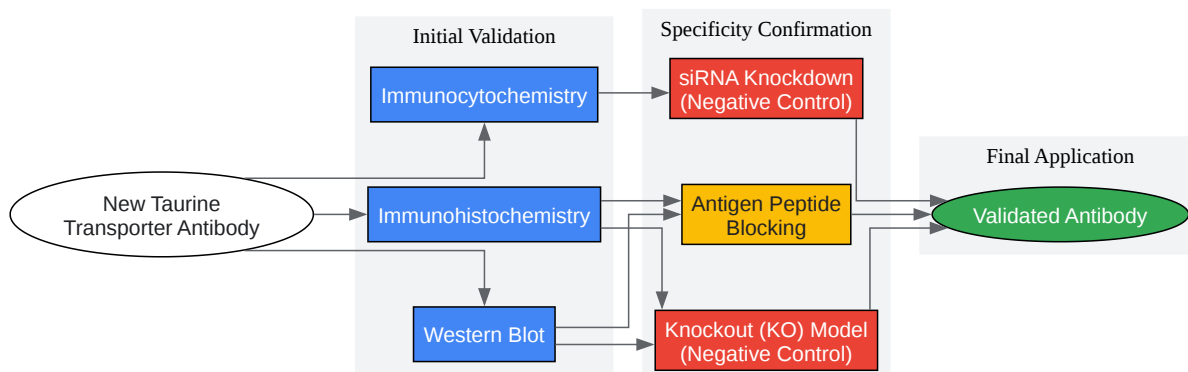 Initial Validation
Specificity Confirmation
Immunocytochemistry
siRNA Knockdown
(Negative Control)
Final Application
New Taurine
Transporter Antibody
Immunohistochemistry
Antigen Peptide
Blocking
Validated Antibody
Western Blot
Knockout (KO) Model
(Negative Control)